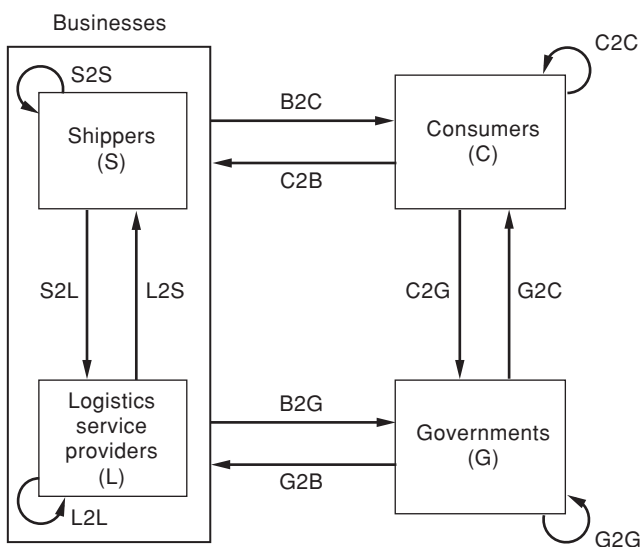 Businesses
C2C
S2S
B2C
Shippers
(S)
Consumers
(C)
C2B
S2L
L2S
C2G
G2C
Logistics
service
providers
(L)
B2G
Governments
(G)
G2B
L2L
G2G